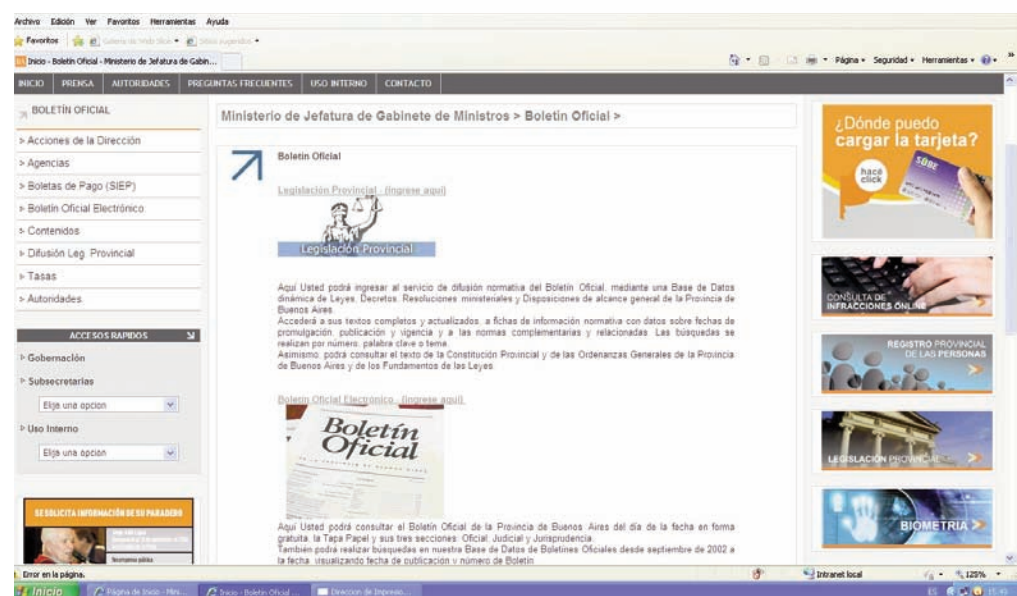 Archivo Edición Ver Favoritos Herramientas Ayuda
Favoritos
Inicio - Boletín Oficial - Ministerio de Jefatura de Gabin...
Página Seguridad Herramientas
INICIO PRENSA AUTORIDADES PREGUNTAS FRECUENTES USO INTERNO CONTACTO
BOLETÍN OFICIAL
> Acciones de la Dirección
> Agencias
> Boletas de Pago (SIEP)
> Boletín Oficial Electrónico
> Contenidos
> Difusión Leg. Provincial
> Tasas
> Autoridades
ACCESOS RAPIDOS
Gobernación
Subsecretarías
Elija una opcion
Uso Interno
Elija una opcion
SE SOLICITA INFORMACIÓN DE SU PARADERO
Ministerio de Jefatura de Gabinete de Ministros > Boletín Oficial >
Boletín Oficial
Legislación Provincial - (ingrese aquí)
Legislación Provincial
Aquí Usted podrá ingresar al servicio de difusión normativa del Boletín Oficial, mediante una Base de Datos
dinámica de Leyes, Decretos, Resoluciones ministeriales y Disposiciones de alcance general de la Provincia de
Buenos Aires.
Accederá a sus textos completos y actualizados, a fichas de información normativa con datos sobre fechas de
promulgación, publicación y vigencia y a las normas complementarias y relacionadas. Las búsquedas se
realizan por número, palabra clave o tema.
Asimismo, podrá consultar el texto de la Constitución Provincial y de las Ordenanzas Generales de la Provincia
de Buenos Aires y de los Fundamentos de las Leyes
Boletín Oficial Electrónico - (ingrese aquí)
Boletín
Oficial
Aquí Usted podrá consultar el Boletín Oficial de la Provincia de Buenos Aires del día de la fecha en forma
gratuita, la Tapa Papel y sus tres secciones: Oficial, Judicial y Jurisprudencia.
También podrá realizar búsquedas en nuestra Base de Datos de Boletines Oficiales desde septiembre de 2002 a
la fecha, visualizando fecha de publicación y número de Boletín
¿Dónde puedo
cargar la tarjeta?
hacé
click
SUBE
CONSULTA DE
INFRACCIONES ONLINE
REGISTRO PROVINCIAL
DE LAS PERSONAS
LEGISLACIÓN PROVINCIAL
BIOMETRIA
Error en la página.
Intranet local
125%
Inicio
Página de Inicio - Mini...
Inicio - Boletín Oficial ...
Direccion de Impresio...
ES